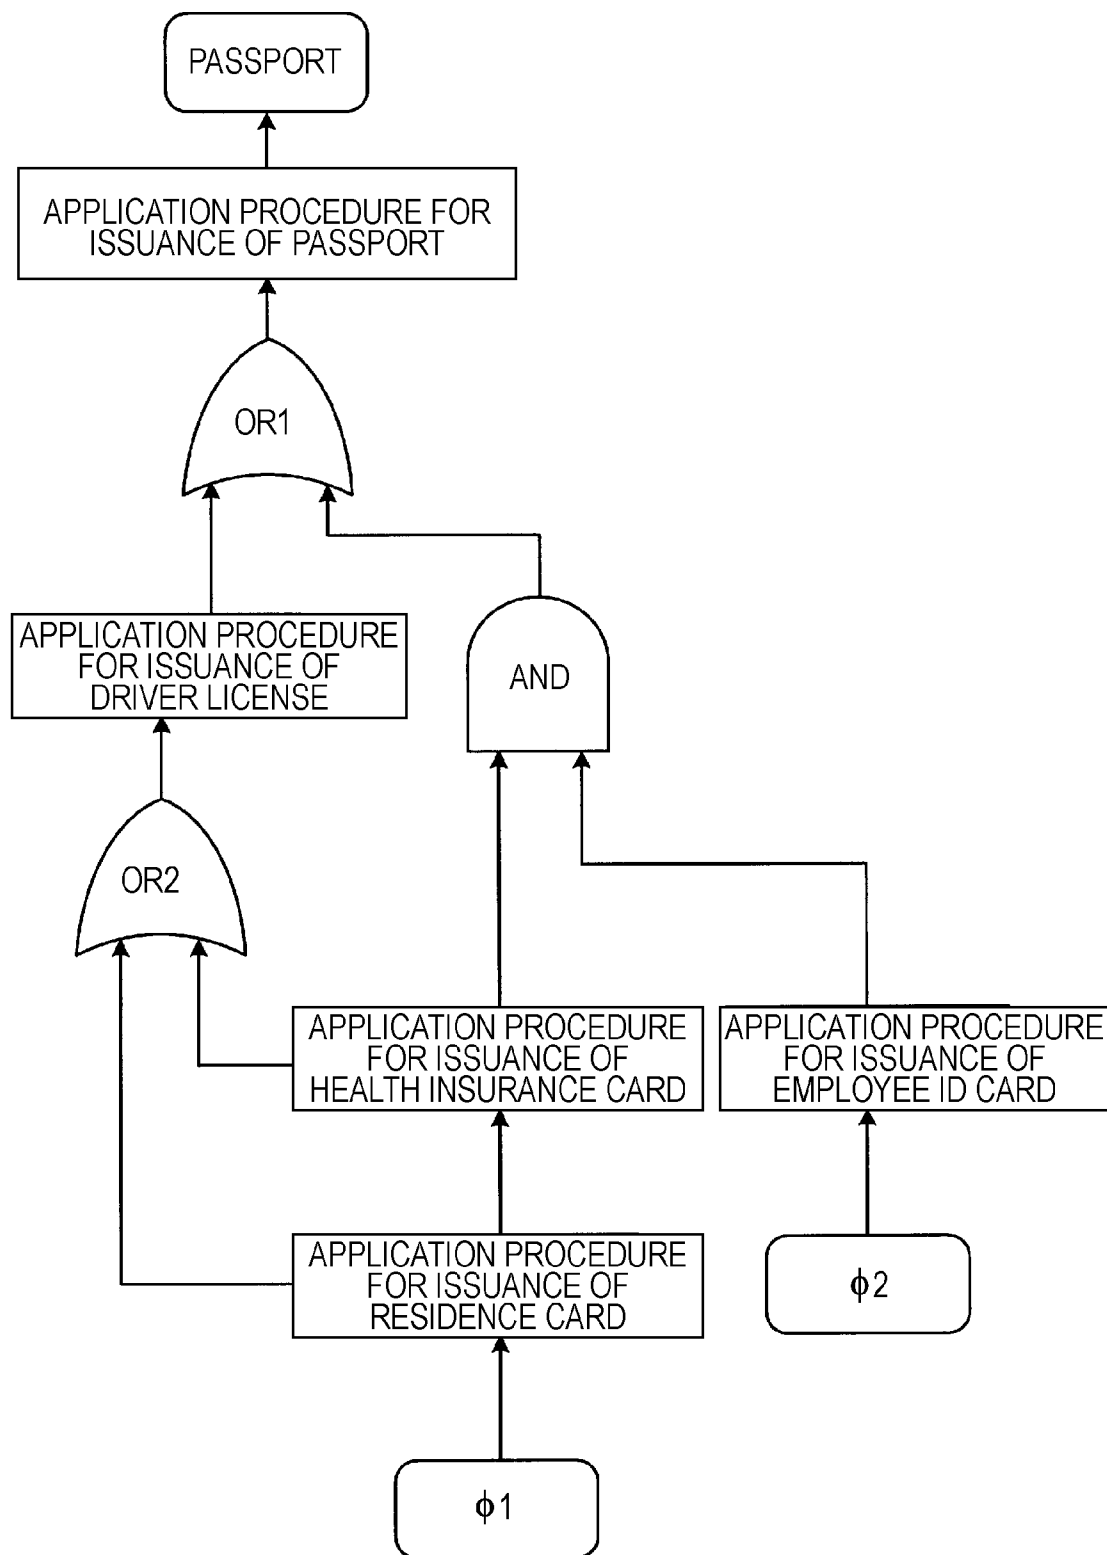 PASSPORT
APPLICATION PROCEDURE FOR
ISSUANCE OF PASSPORT
OR1
APPLICATION PROCEDURE
FOR ISSUANCE OF
DRIVER LICENSE
AND
OR2
APPLICATION PROCEDURE
FOR ISSUANCE OF
HEALTH INSURANCE CARD
APPLICATION PROCEDURE
FOR ISSUANCE OF
EMPLOYEE ID CARD
APPLICATION PROCEDURE
FOR ISSUANCE OF
RESIDENCE CARD
ϕ2
ϕ1